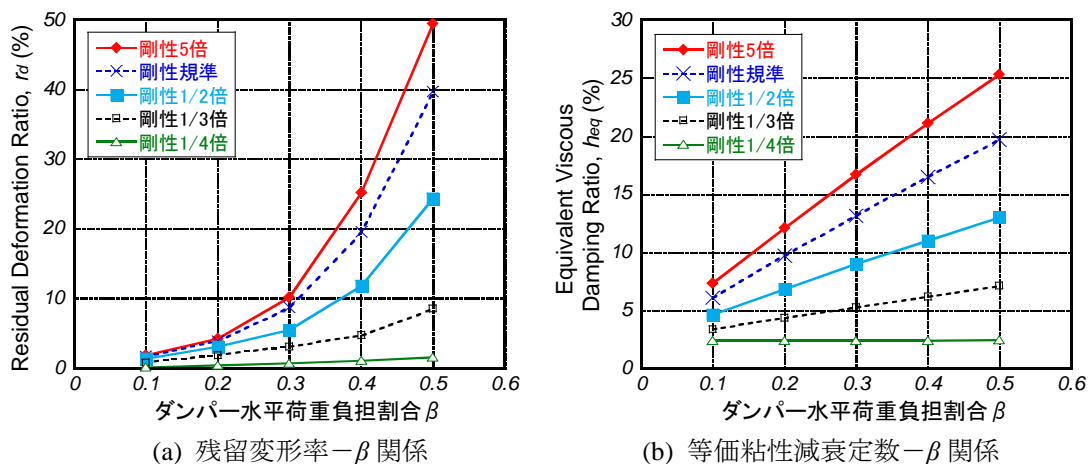 Residual Deformation Ratio, rd (%)
50
40
30
20
10
0
剛性5倍
剛性規準
剛性1/2倍
剛性1/3倍
剛性1/4倍
0 0.1 0.2 0.3 0.4 0.5 0.6
ダンパー水平荷重負担割合 β
(a) 残留変形率－β 関係
Equivalent Viscous
Damping Ratio, heq (%)
30
25
20
15
10
5
0
剛性5倍
剛性規準
剛性1/2倍
剛性1/3倍
剛性1/4倍
0 0.1 0.2 0.3 0.4 0.5 0.6
ダンパー水平荷重負担割合 β
(b) 等価粘性減衰定数－β 関係